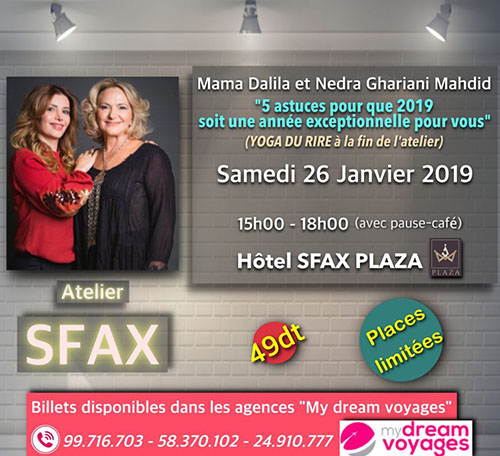 Mama Dalila et Nedra Ghariani Mahdid
"5 astuces pour que 2019
soit une année exceptionnelle pour vous"
(YOGA DU RIRE à la fin de l'atelier)
Samedi 26 Janvier 2019
15h00 - 18h00 (avec pause-café)
Hôtel SFAX PLAZA
PLAZA
Atelier
SFAX
49dt
Places
limitées
Billets disponibles dans les agences "My dream voyages"
99.716.703 - 58.370.102 - 24.910.777
my dream
voyages